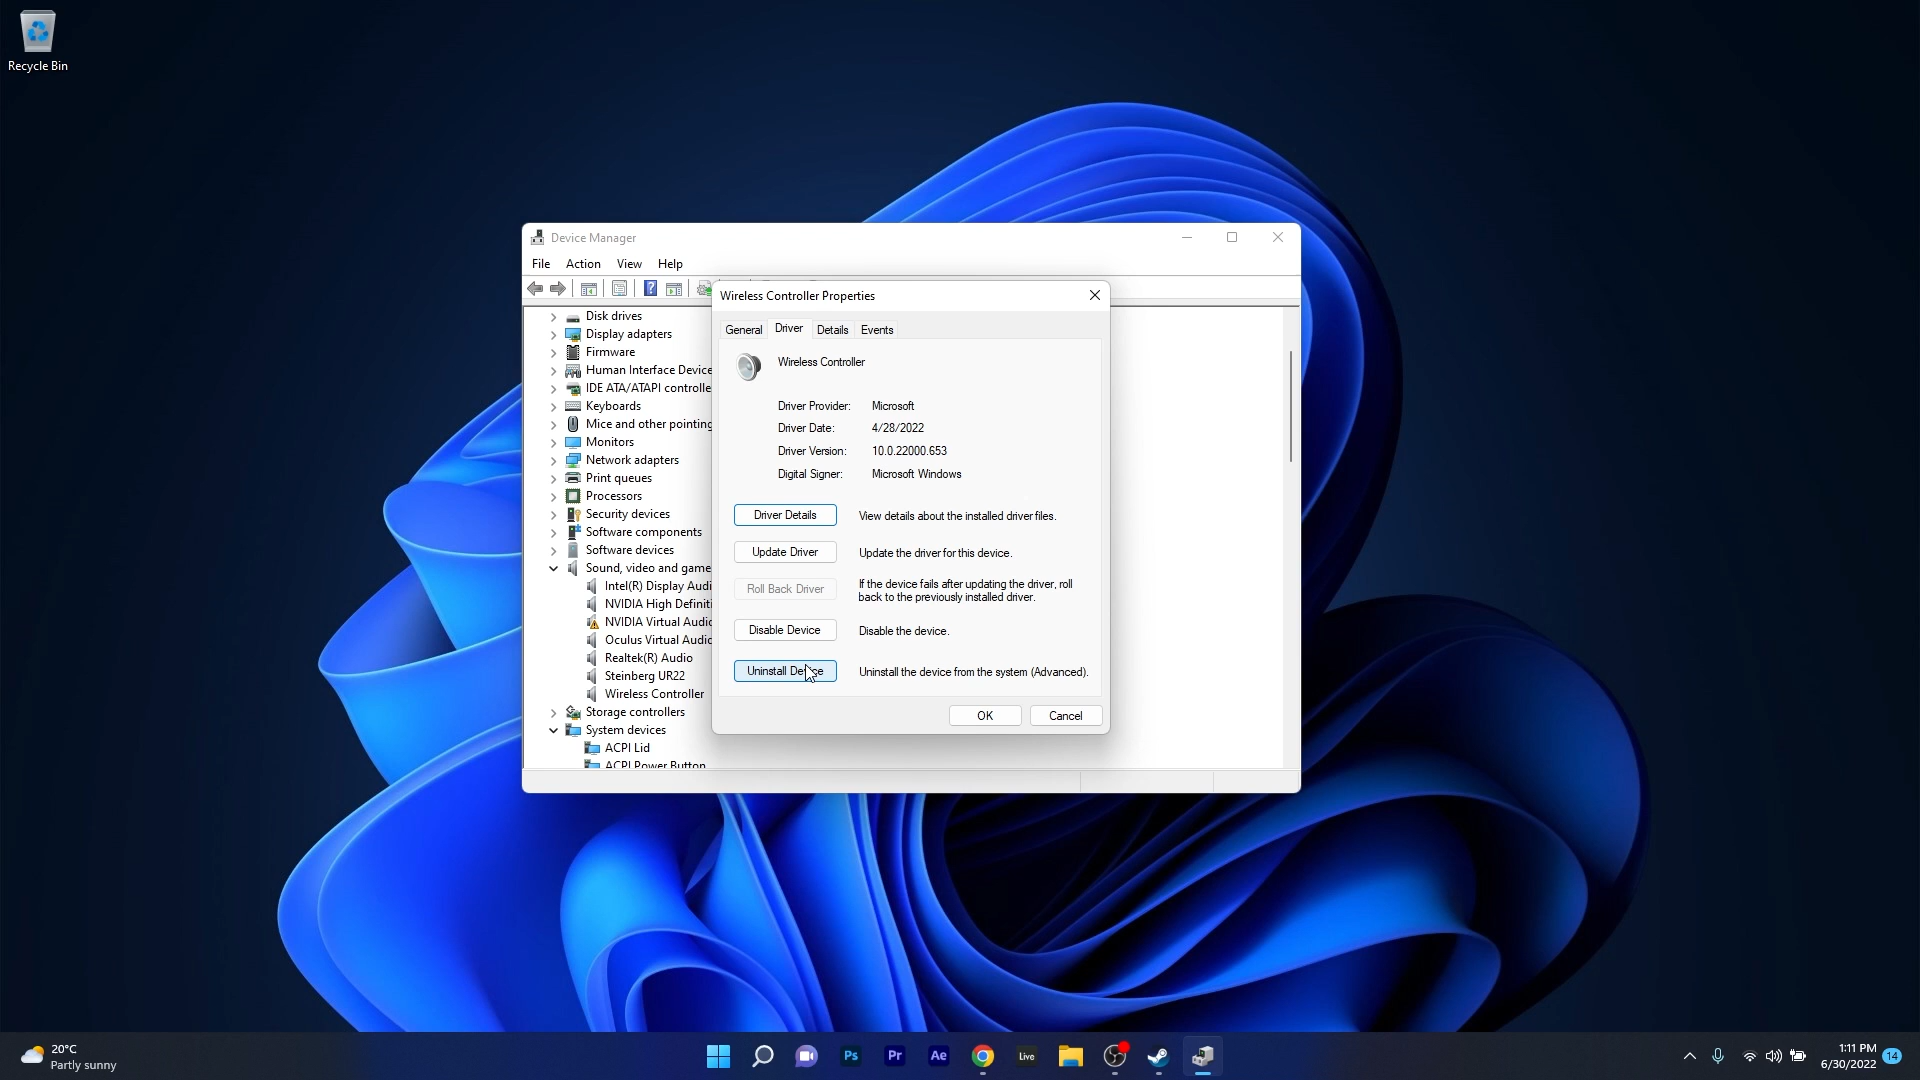 Recycle Bin
Device Manager
File Action View Help
Disk drives
Display adapters
Firmware
Human Interface Device
IDE ATA/ATAPI controlle
Keyboards
Mice and other pointing
Monitors
Network adapters
Print queues
Processors
Security devices
Software components
Software devices
Sound, video and game
Intel(R) Display Audi
NVIDIA High Definiti
NVIDIA Virtual Audio
Oculus Virtual Audio
Realtek(R) Audio
Steinberg UR22
Wireless Controller
Storage controllers
System devices
ACPI Lid
ACPI Power Button
Wireless Controller Properties
General Driver Details Events
Wireless Controller
Driver Provider: Microsoft
Driver Date: 4/28/2022
Driver Version: 10.0.22000.653
Digital Signer: Microsoft Windows
Driver Details View details about the installed driver files.
Update Driver Update the driver for this device.
Roll Back Driver If the device fails after updating the driver, roll
back to the previously installed driver.
Disable Device Disable the device.
Uninstall Device Uninstall the device from the system (Advanced).
OK Cancel
20°C
Partly sunny
Ps Pr Ae Live
1:11 PM
6/30/2022 14